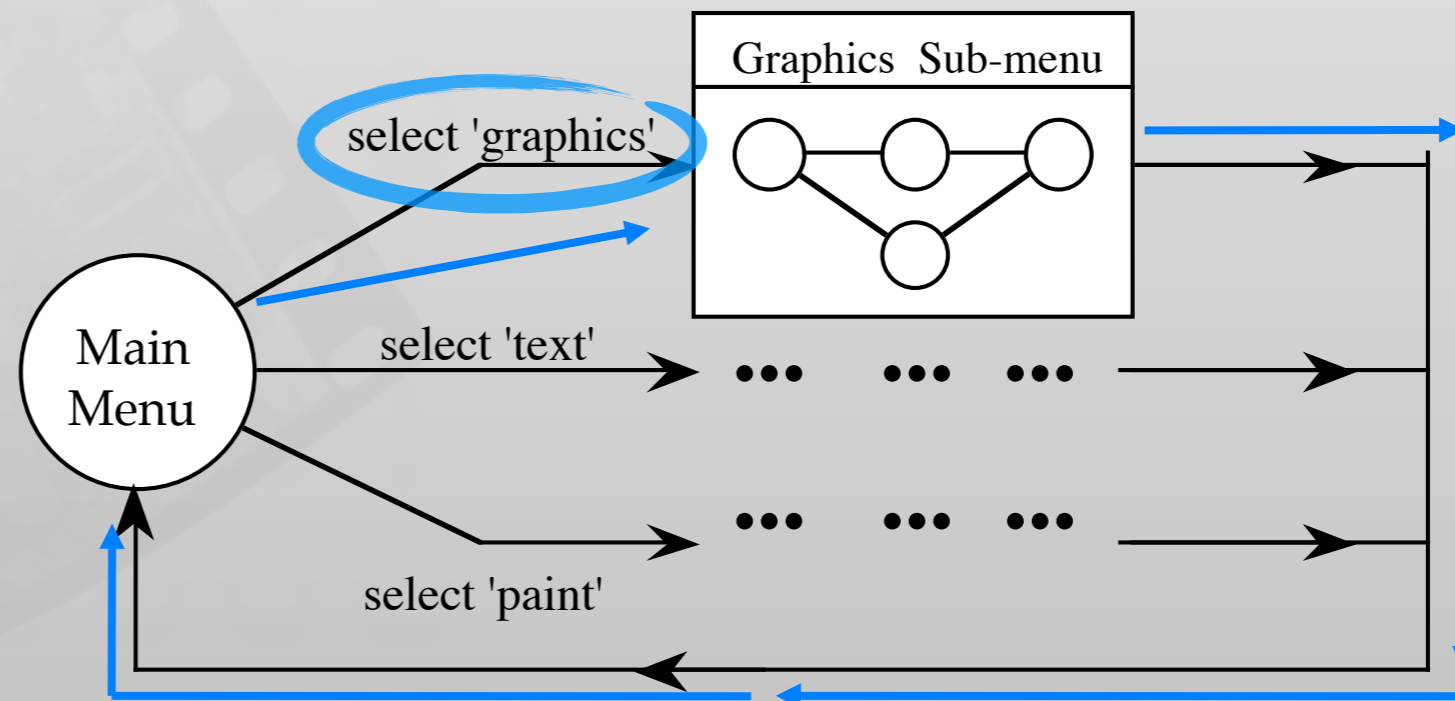 Graphics Sub-menu
select 'graphics'
Main
Menu
select 'text'
••• ••• •••
••• ••• •••
select 'paint'